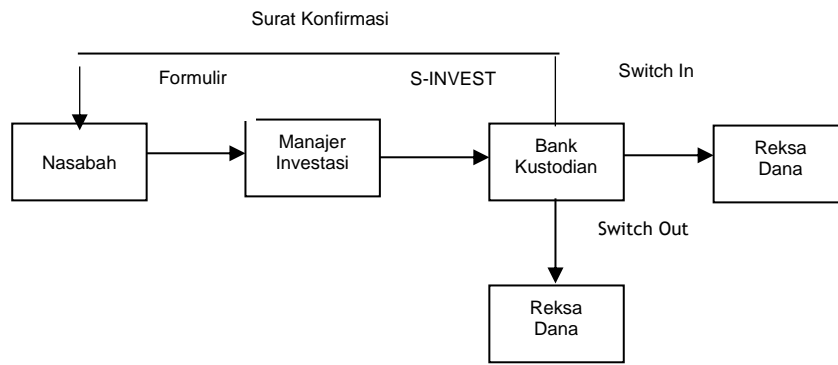 Surat Konfirmasi
Formulir
S-INVEST
Switch In
Nasabah
Manajer
Investasi
Bank
Kustodian
Reksa
Dana
Switch Out
Reksa
Dana